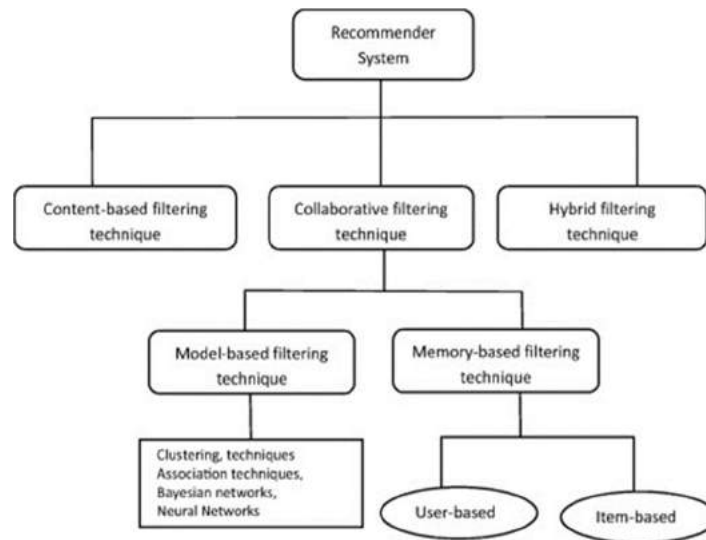 Recommender
System
Content-based filtering
technique
Collaborative filtering
technique
Hybrid filtering
technique
Model-based filtering
technique
Memory-based filtering
technique
Clustering, techniques
Association techniques,
Bayesian networks,
Neural Networks
User-based
Item-based